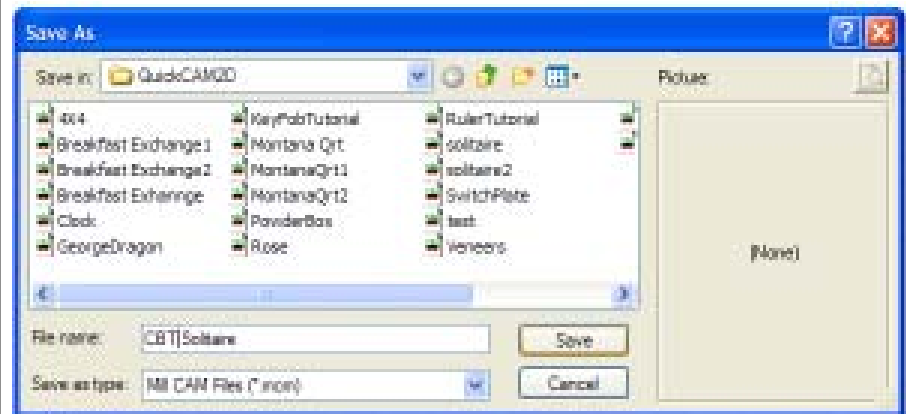 Save As
Save in: QuickCAM2D
Picture:
4X4
Breakfast Exchange1
Breakfast Exchange2
Breakfast Exhannge
Clock
GeorgeDragon
KeyFobTutorial
Montana Qrt
MontanaQrt1
MontanaQrt2
PowderBox
Rose
RulerTutorial
solitaire
solitaire2
SwitchPlate
test
Veneers
(None)
File name: CBTSolitaire
Save
Save as type: Mill CAM Files (*.mcm)
Cancel